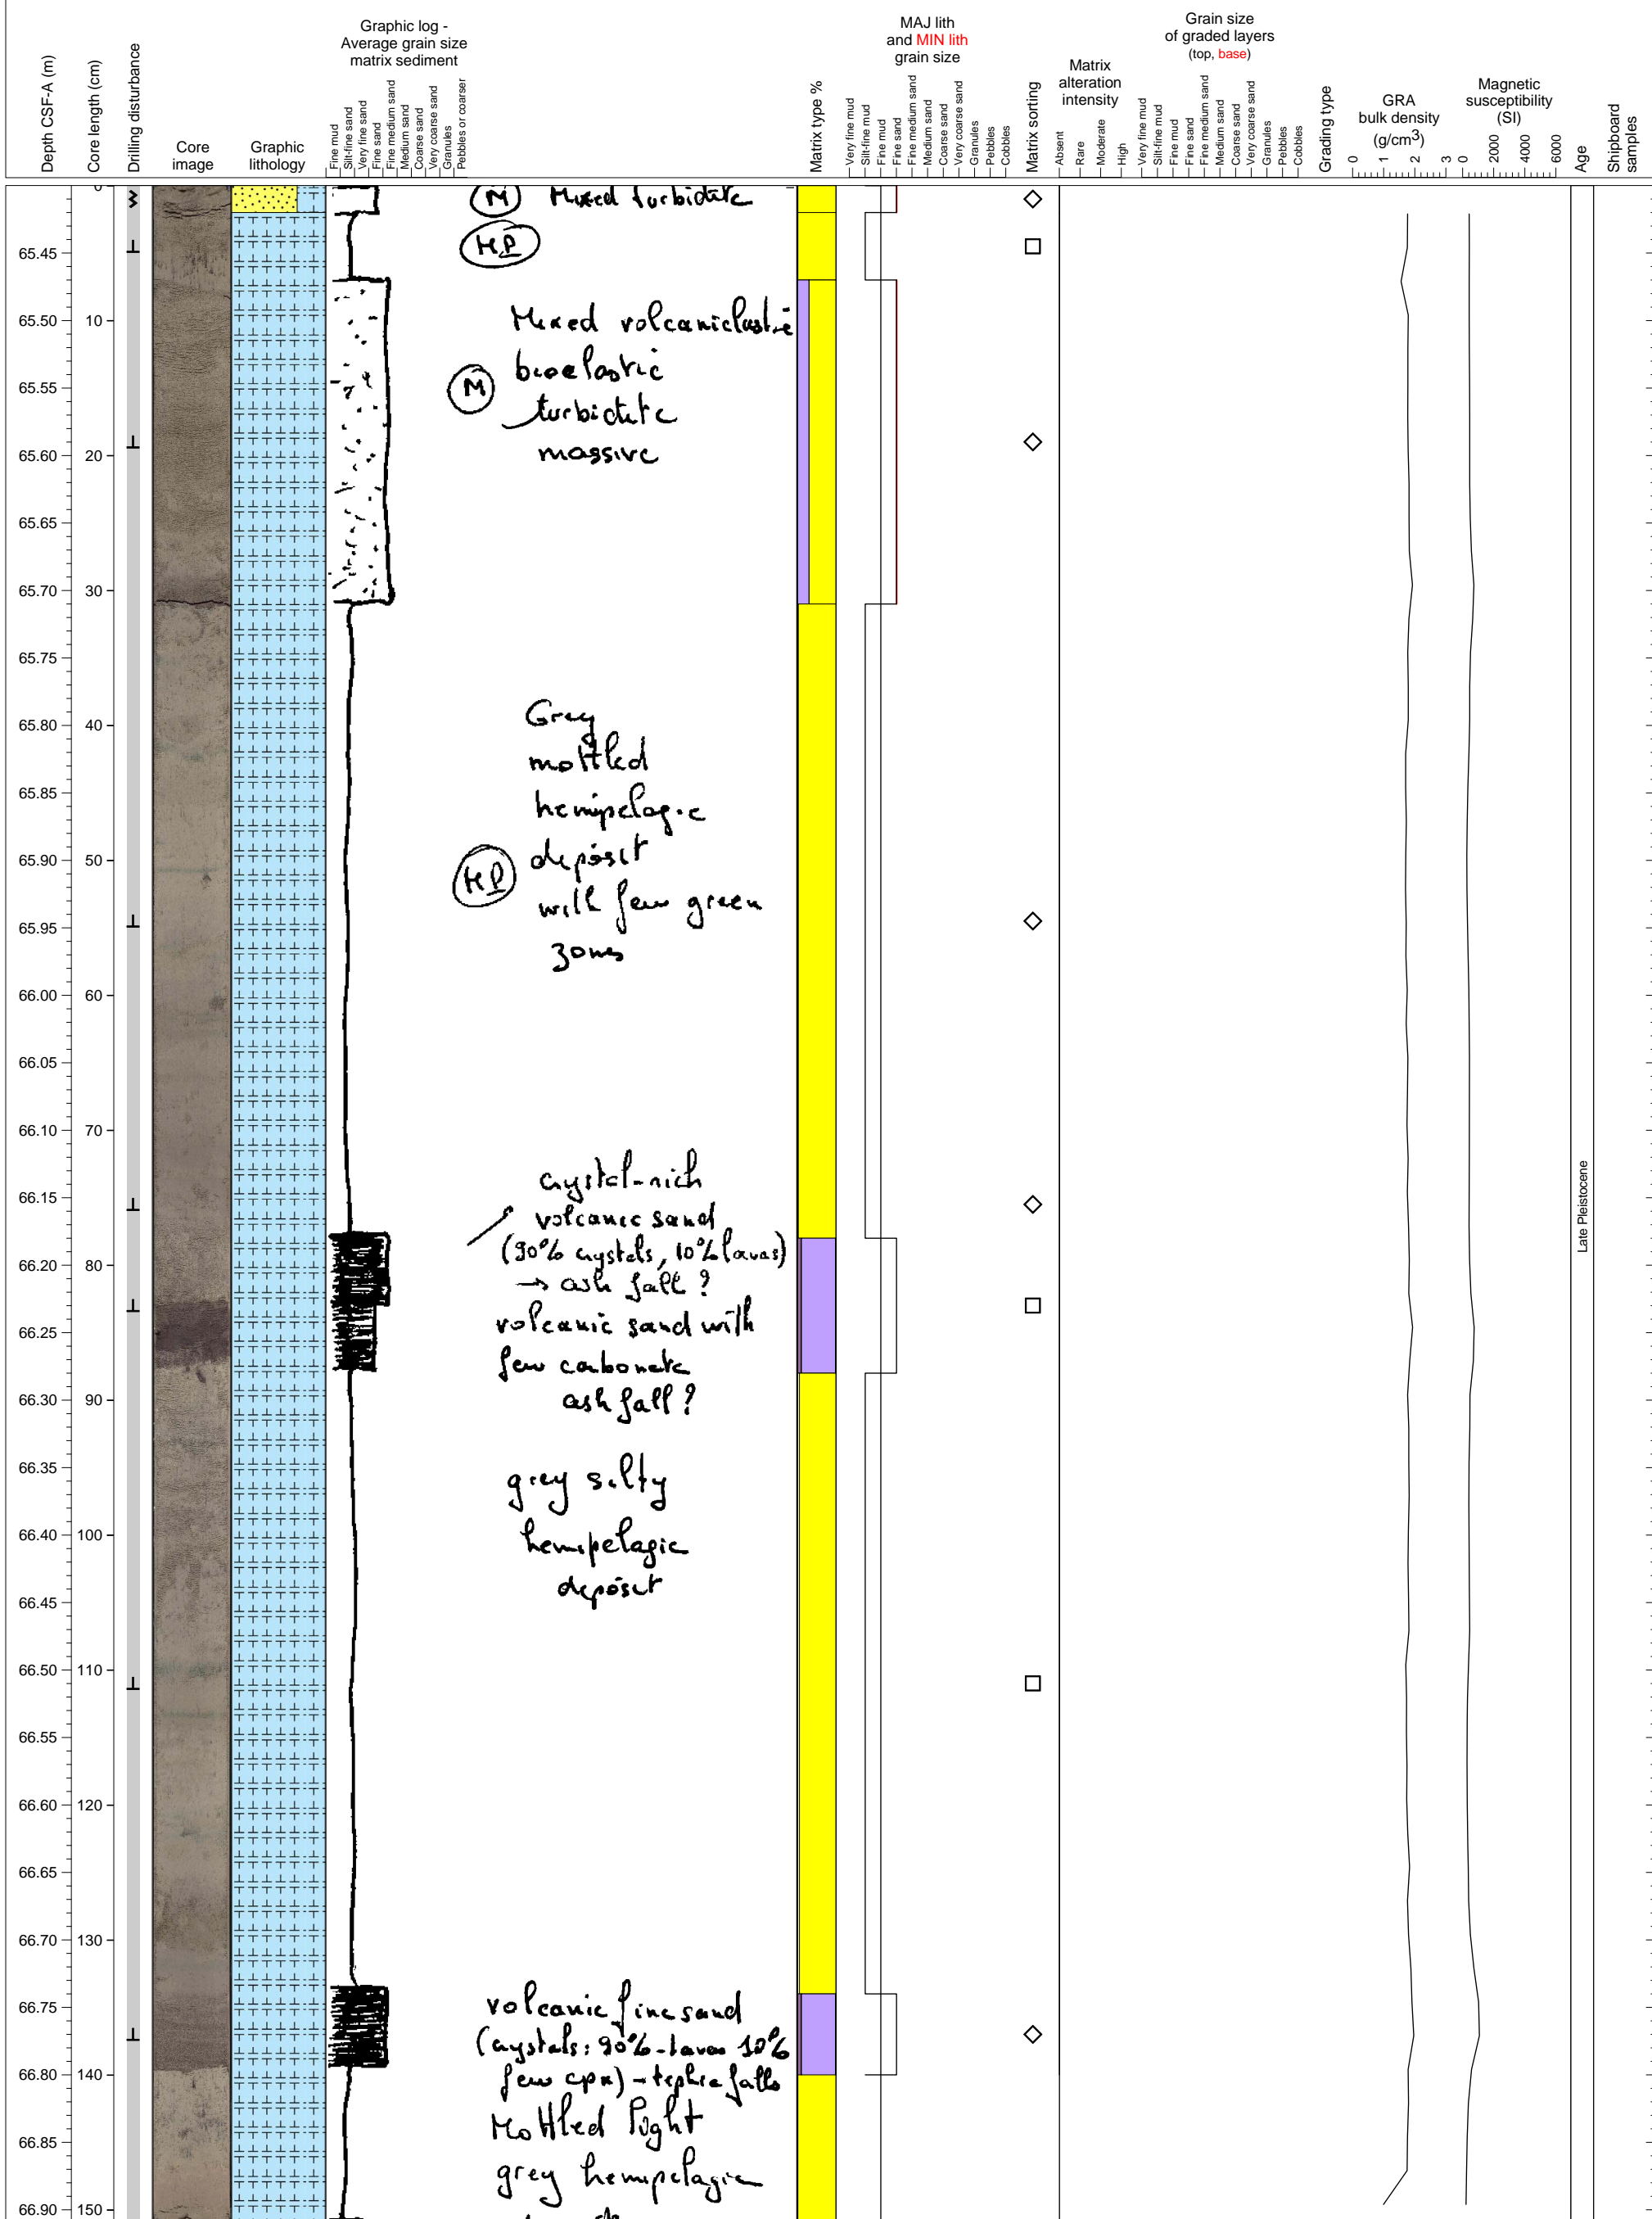 Graphic log -
Average grain size
matrix sediment
MAJ lith
and MIN lith
grain size
Grain size
of graded layers
(top, base)
Depth CSF-A (m)
Core length (cm)
Drilling disturbance
Core
image
Graphic
lithology
Fine mud
Silt-fine sand
Very fine sand
Fine sand
Fine medium sand
Medium sand
Coarse sand
Very coarse sand
Granules
Pebbles or coarser
Matrix type %
Very fine mud
Silt-fine mud
Fine mud
Fine sand
Fine medium sand
Medium sand
Coarse sand
Very coarse sand
Granules
Pebbles
Cobbles
Matrix sorting
Matrix
alteration
intensity
Absent
Rare
Moderate
High
Very fine mud
Silt-fine mud
Fine mud
Fine sand
Fine medium sand
Medium sand
Coarse sand
Very coarse sand
Granules
Pebbles
Cobbles
Grading type
GRA
bulk density
(g/cm3)
0 1 2 3
Magnetic
susceptibility
(SI)
0 2000 4000 6000
Age
Shipboard
samples
0
M Mixed turbidite
HP
65.45
65.50 10
Mixed volcaniclastic
bioclastic
M
turbidite
massive
65.55
65.60 20
65.65
65.70 30
65.75
65.80 40
Grey
mottled
hemipelagic
deposit
HP
with few green
zones
65.85
65.90 50
65.95
66.00 60
66.05
66.10 70
66.15
crystal-rich
volcanic sand
(90% crystals, 10% lavas)
→ ash fall ?
volcanic sand with
few carbonate
ash fall ?
Late Pleistocene
66.20 80
66.25
66.30 90
66.35
grey silty
hemipelagic
deposit
66.40 100
66.45
66.50 110
66.55
66.60 120
66.65
66.70 130
66.75
volcanic fine sand
(crystals: 90% - lavas 10%
few cpx) - tephra falls
66.80 140
Mottled light
grey hemipelagic
66.85
66.90 150